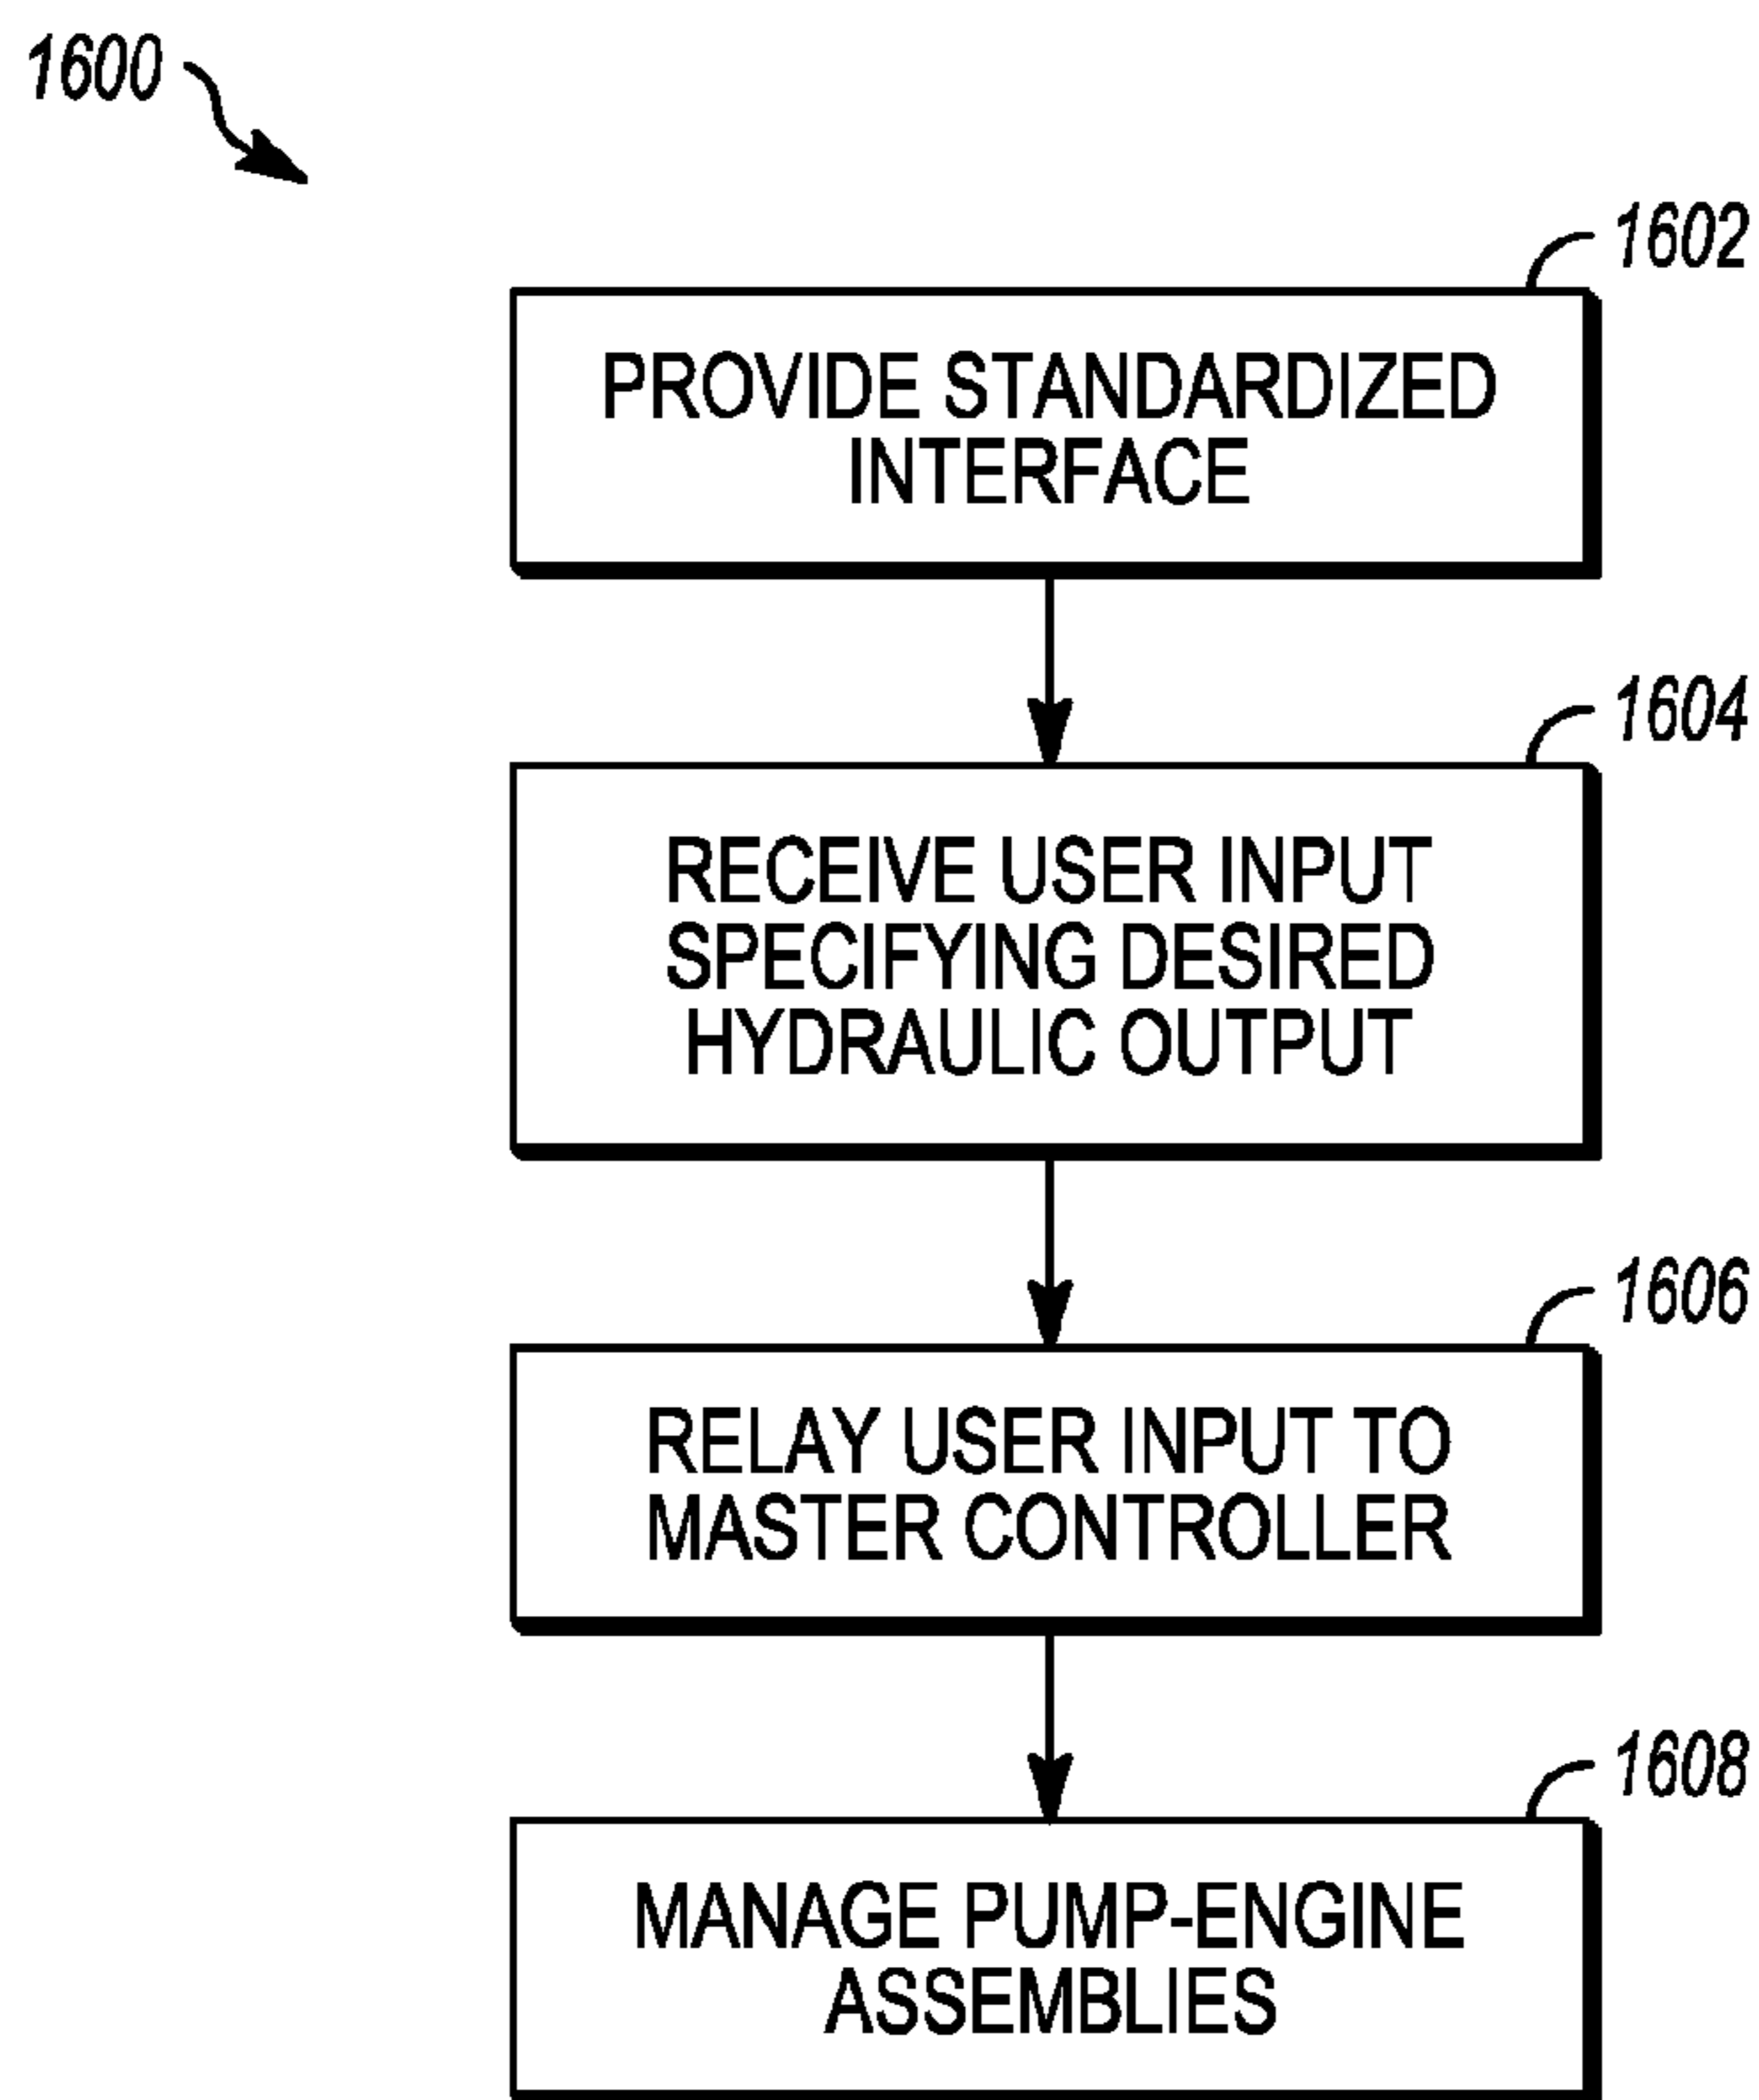 1600
1602
PROVIDE STANDARDIZED
INTERFACE
1604
RECEIVE USER INPUT
SPECIFYING DESIRED
HYDRAULIC OUTPUT
1606
RELAY USER INPUT TO
MASTER CONTROLLER
1608
MANAGE PUMP-ENGINE
ASSEMBLIES